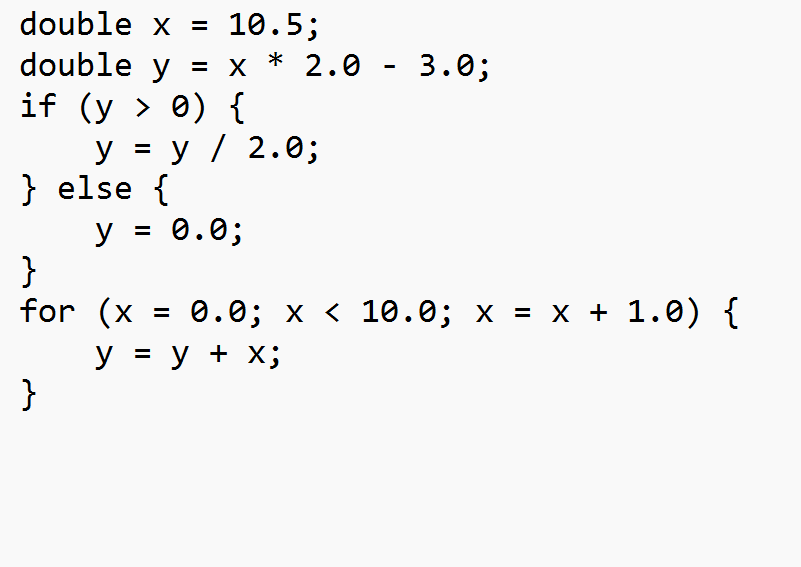 double x = 10.5;
double y = x * 2.0 - 3.0;
if (y > 0) {
    y = y / 2.0;
} else {
    y = 0.0;
}
for (x = 0.0; x < 10.0; x = x + 1.0) {
    y = y + x;
}